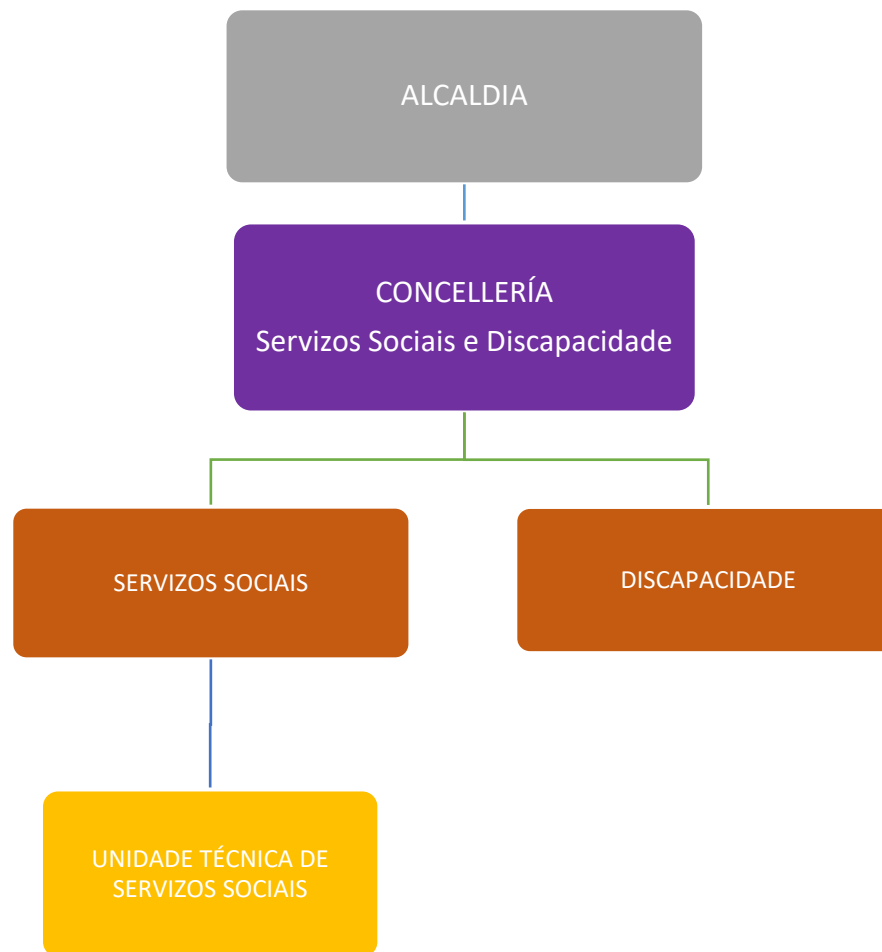 ALCALDIA
CONCELLERÍA
Servizos Sociais e Discapacidade
SERVIZOS SOCIAIS
DISCAPACIDADE
UNIDADE TÉCNICA DE
SERVIZOS SOCIAIS